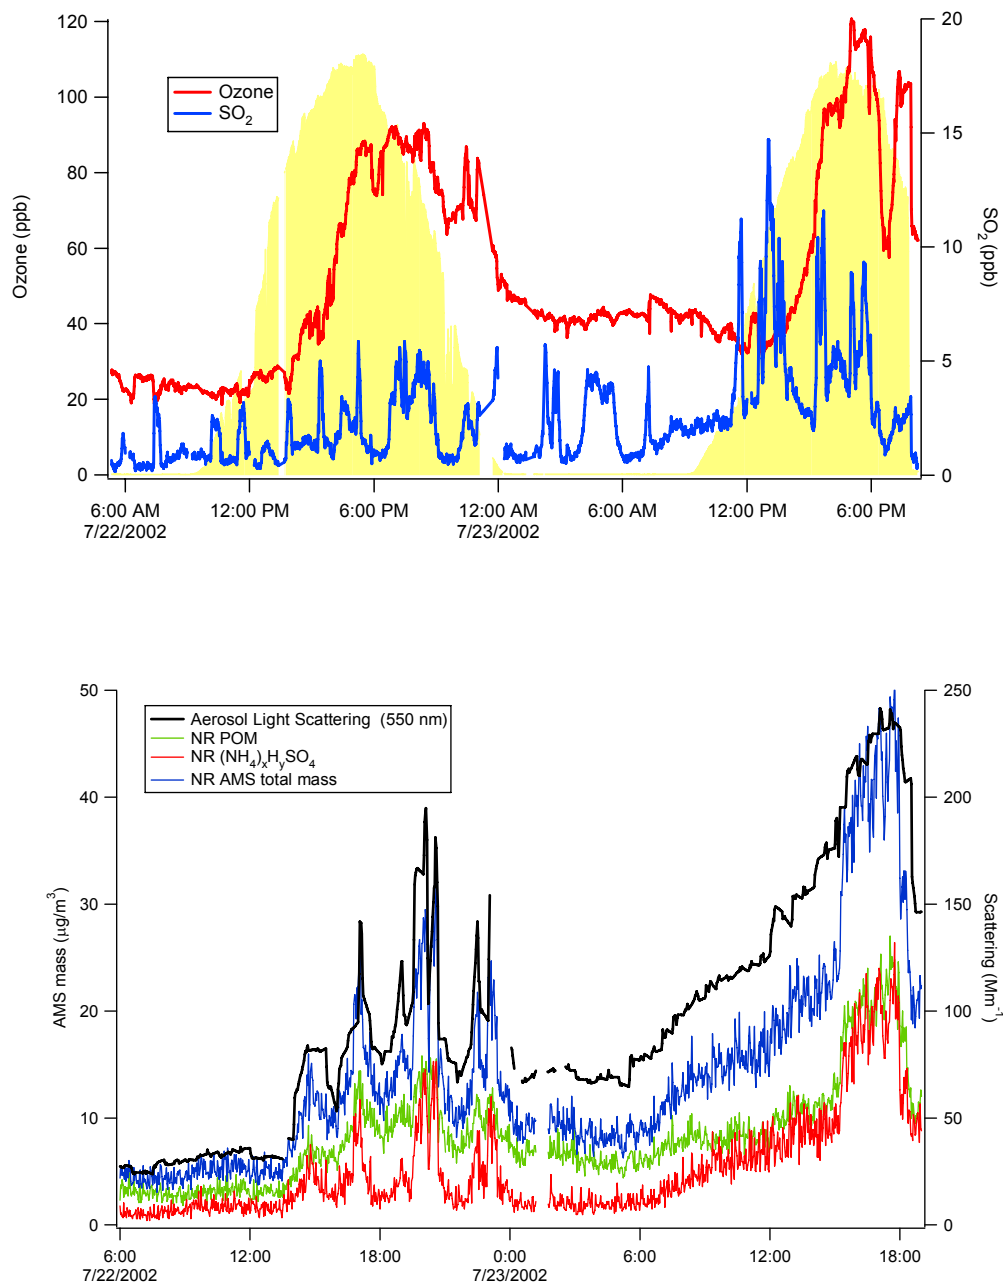 120
100
80
60
40
20
0
Ozone (ppb)
20
15
10
5
0
SO2 (ppb)
Ozone
SO2
6:00 AM
7/22/2002
12:00 PM
6:00 PM
12:00 AM
7/23/2002
6:00 AM
12:00 PM
6:00 PM
50
40
30
20
10
0
AMS mass (µg/m3)
250
200
150
100
50
0
Scattering (Mm-1)
Aerosol Light Scattering (550 nm)
NR POM
NR (NH4)xHySO4
NR AMS total mass
6:00
7/22/2002
12:00
18:00
0:00
7/23/2002
6:00
12:00
18:00